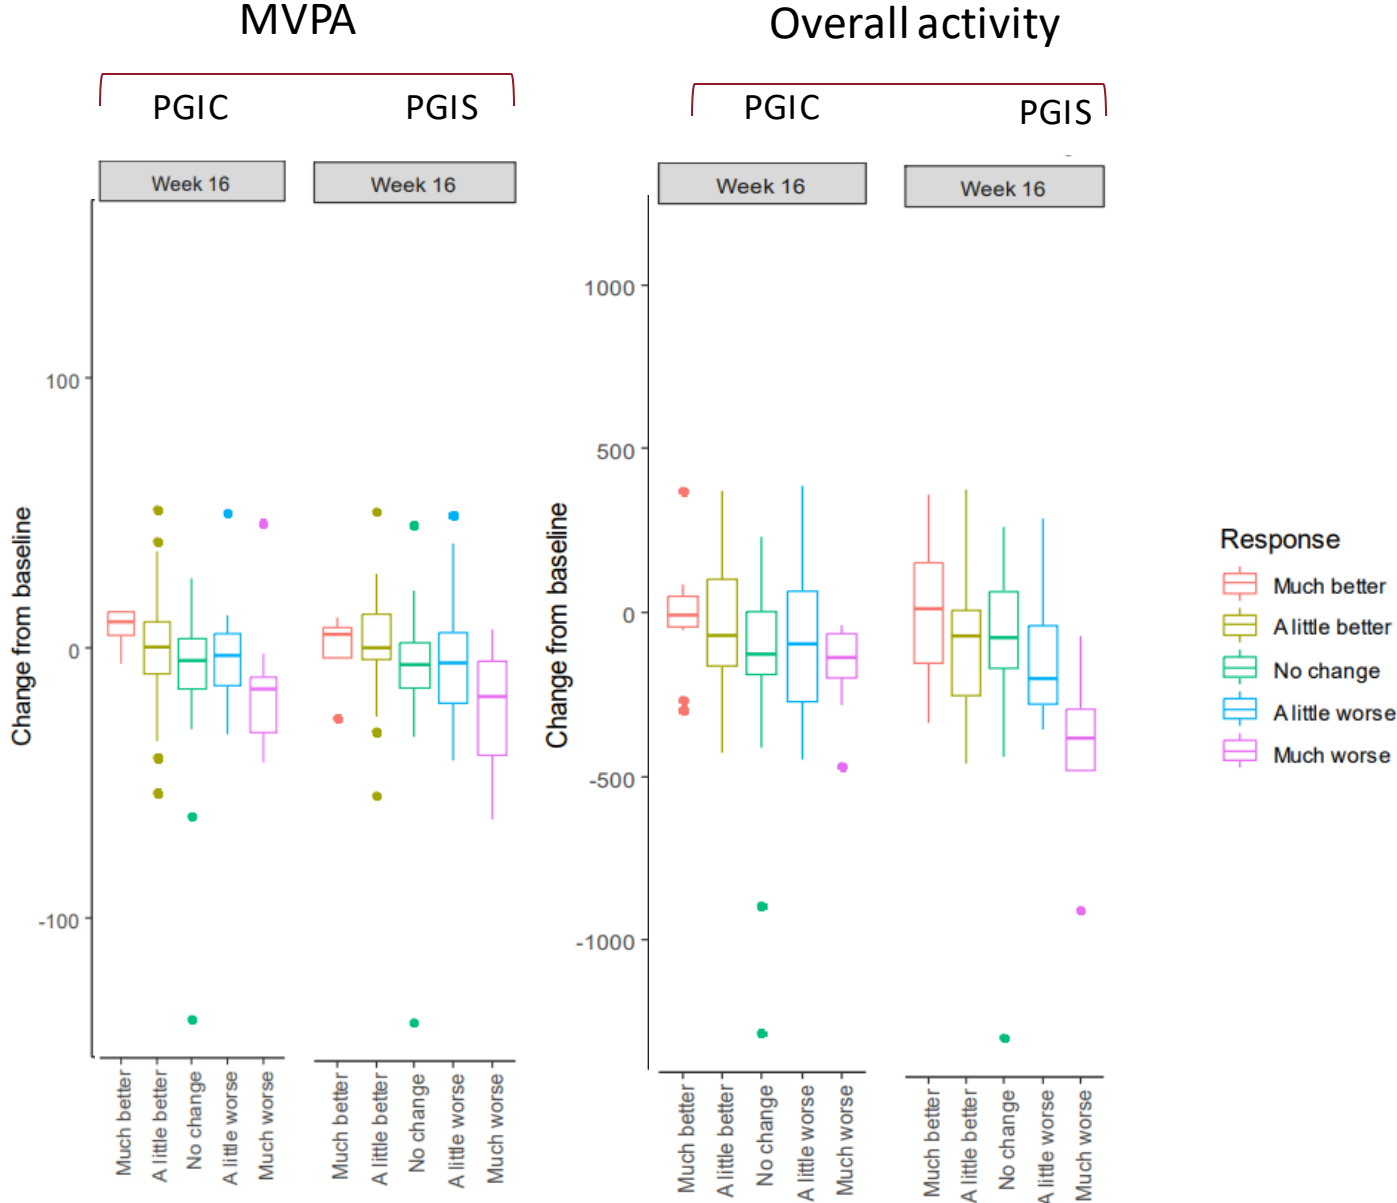 MVPA
Overall activity
PGIC
PGIS
PGIC
PGIS
Week 16
Week 16
Week 16
Week 16
Change from baseline
100
0
-100
Change from baseline
1000
500
0
-500
-1000
Much better
A little better
No change
A little worse
Much worse
Much better
A little better
No change
A little worse
Much worse
Much better
A little better
No change
A little worse
Much worse
Much better
A little better
No change
A little worse
Much worse
Response
Much better
A little better
No change
A little worse
Much worse